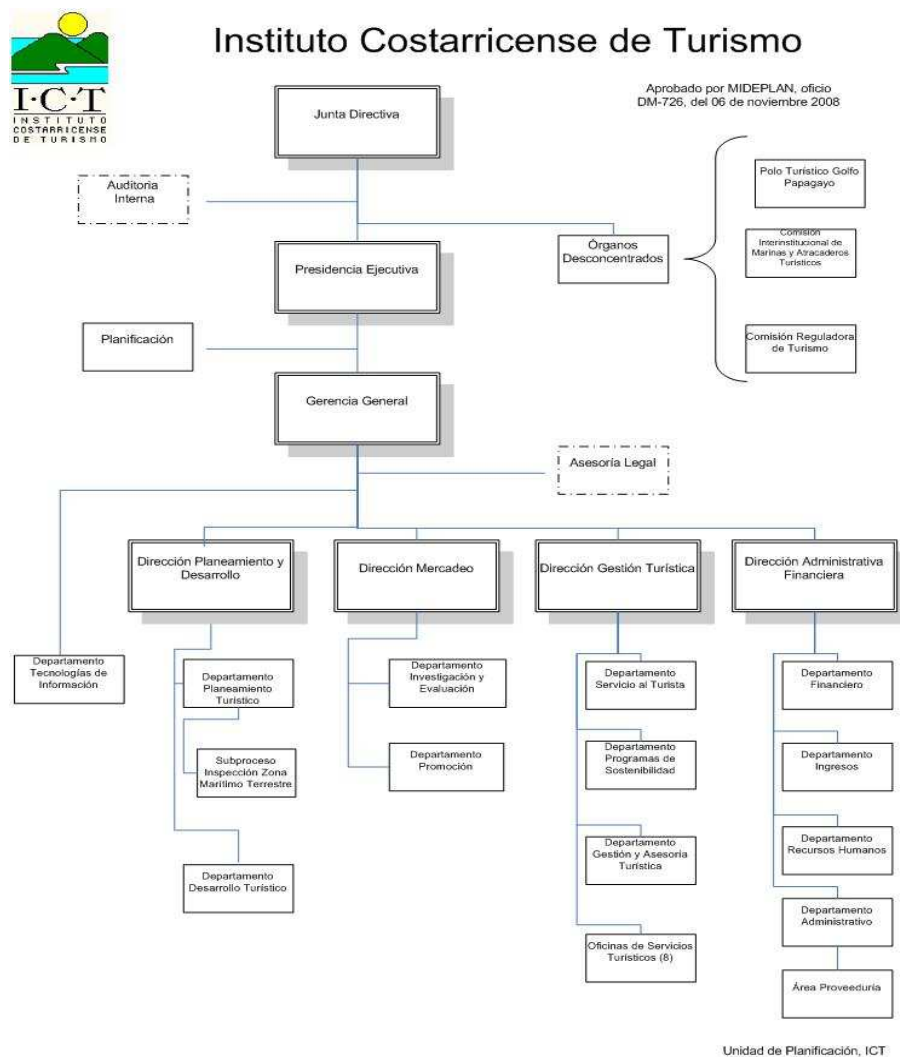 Instituto Costarricense de Turismo
I·C·T
INSTITUTO
COSTARRICENSE
DE TURISMO
Aprobado por MIDEPLAN, oficio
DM-726, del 06 de noviembre 2008
Junta Directiva
Auditoria
Interna
Polo Turístico Golfo
Papagayo
Órganos
Desconcentrados
Comisión
Interinstitucional de
Marinas y Atracaderos
Turísticos
Presidencia Ejecutiva
Planificación
Comisión Reguladora
de Turismo
Gerencia General
Asesoría Legal
Dirección Planeamiento y
Desarrollo
Dirección Mercadeo
Dirección Gestión Turística
Dirección Administrativa
Financiera
Departamento
Tecnologías de
Información
Departamento
Planeamiento
Turístico
Departamento
Investigación y
Evaluación
Departamento
Servicio al Turista
Departamento
Financiero
Subproceso
Inspección Zona
Marítimo Terrestre
Departamento
Promoción
Departamento
Programas de
Sostenibilidad
Departamento
Ingresos
Departamento
Desarrollo Turístico
Departamento
Gestión y Asesoría
Turística
Departamento
Recursos Humanos
Departamento
Administrativo
Oficinas de Servicios
Turísticos (8)
Área Proveeduría
Unidad de Planificación, ICT